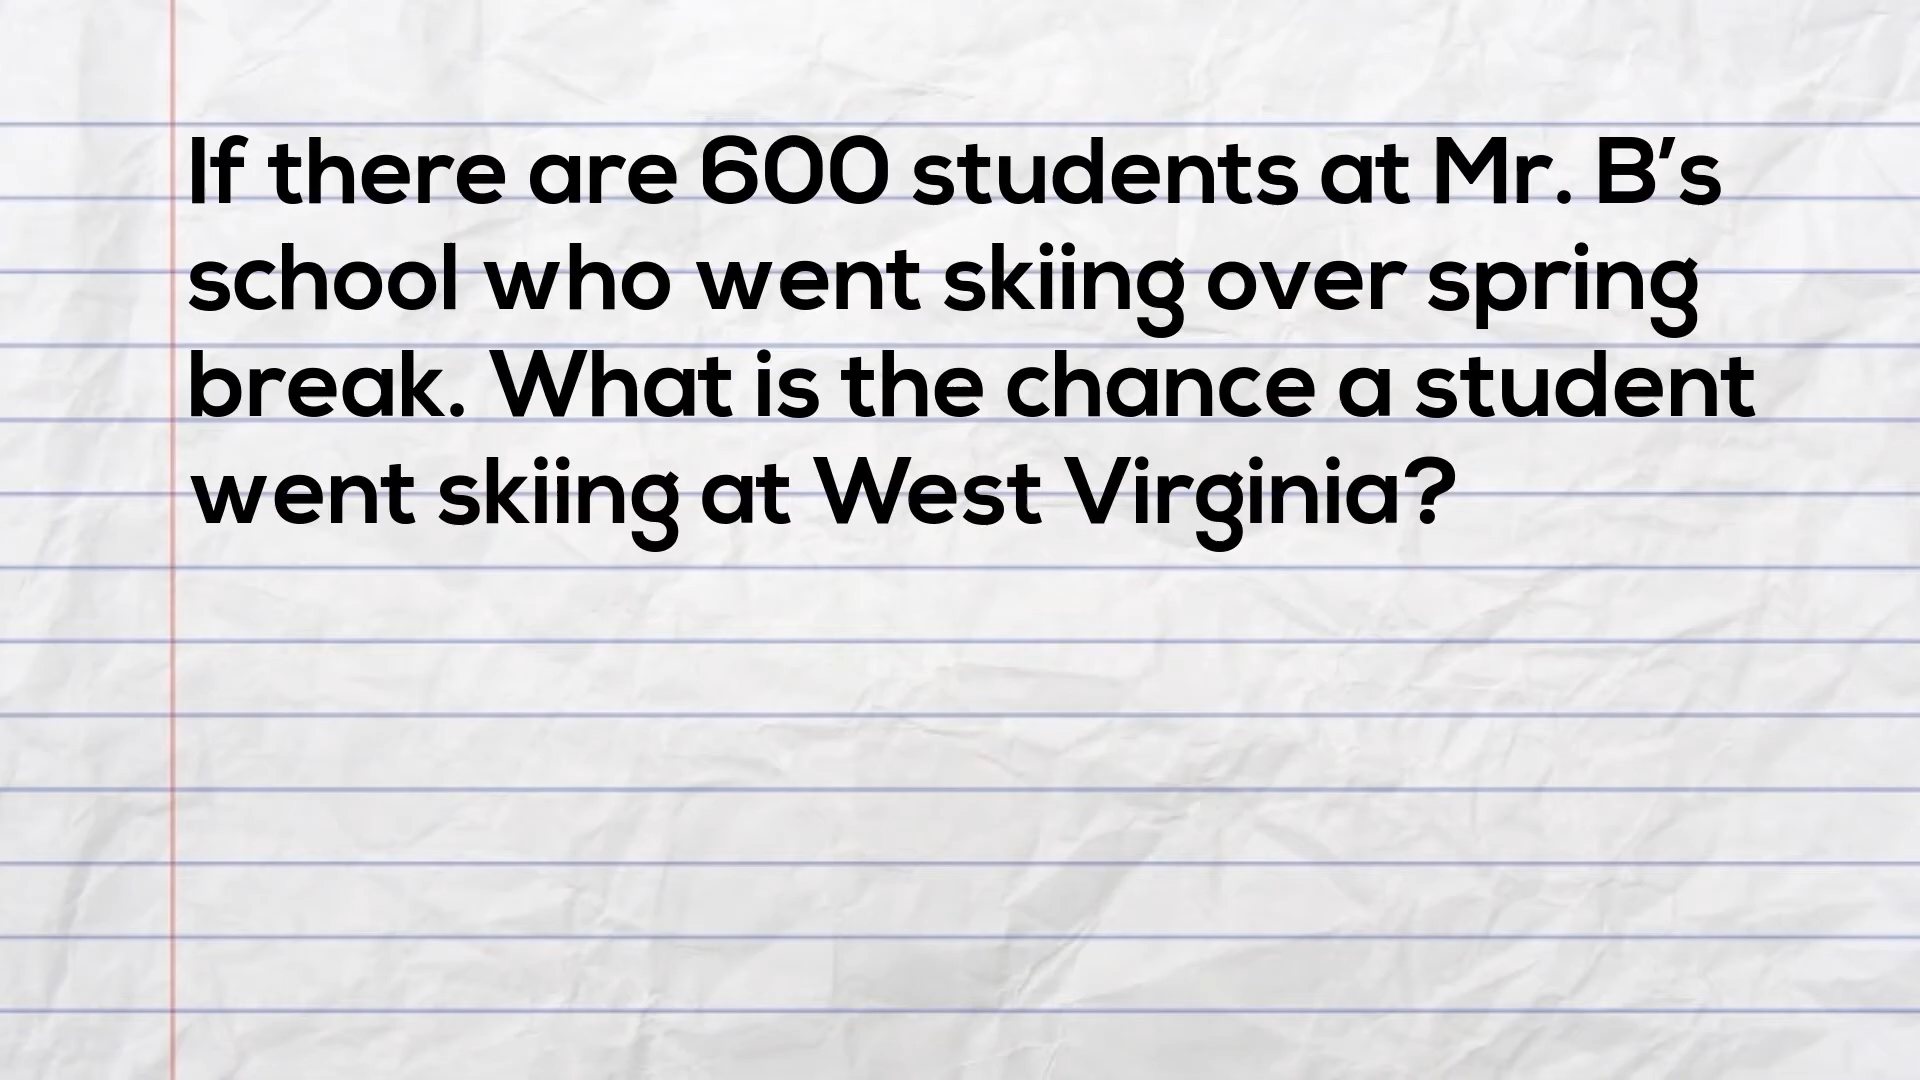 If there are 600 students at Mr. B’s
school who went skiing over spring
break. What is the chance a student
went skiing at West Virginia?